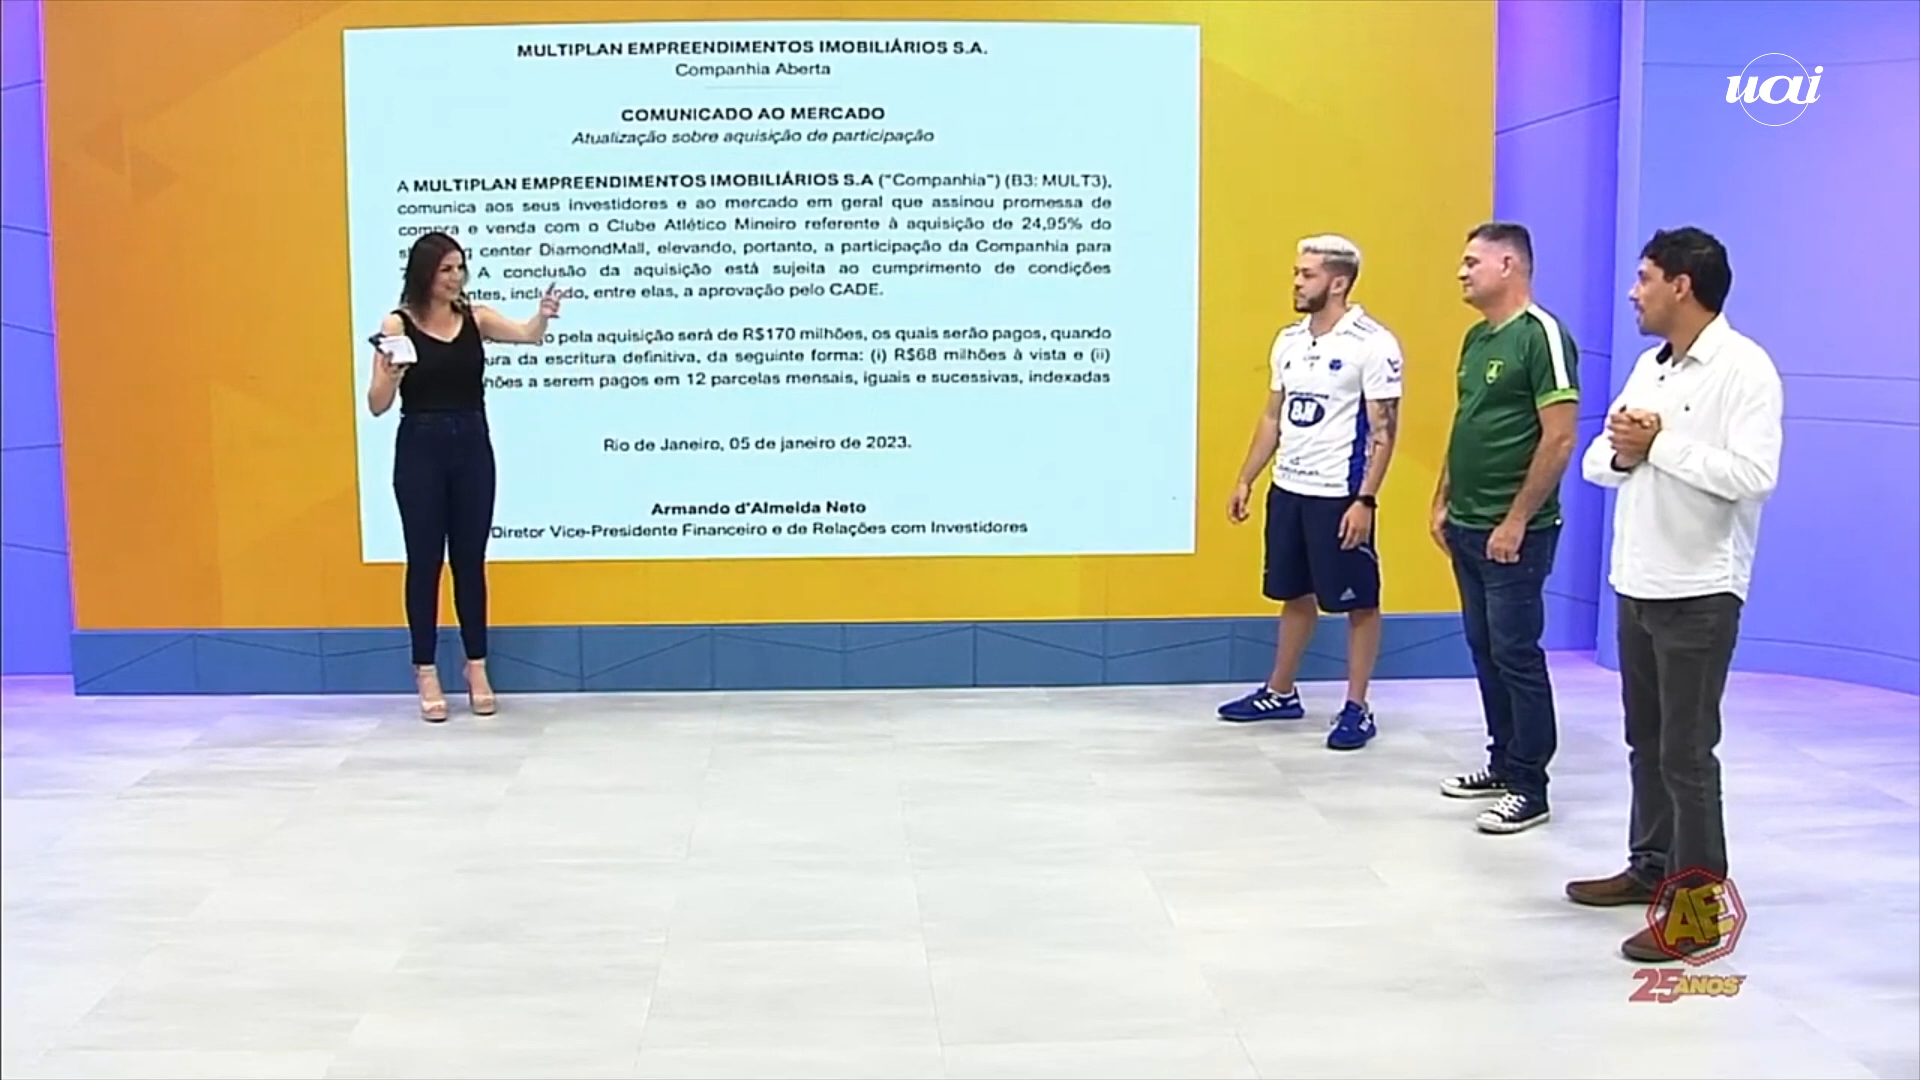 MULTIPLAN EMPREENDIMENTOS IMOBILIÁRIOS S.A.
Companhia Aberta
COMUNICADO AO MERCADO
Atualização sobre aquisição de participação
A MULTIPLAN EMPREENDIMENTOS IMOBILIÁRIOS S.A ("Companhia") (B3: MULT3),
comunica aos seus investidores e ao mercado em geral que assinou promessa de
compra e venda com o Clube Atlético Mineiro referente à aquisição de 24,95% do
center DiamondMall, elevando, portanto, a participação da Companhia para
A conclusão da aquisição está sujeita ao cumprimento de condições
ntes, incluindo, entre elas, a aprovação pelo CADE.
pela aquisição será de R$170 milhões, os quais serão pagos, quando
ura da escritura definitiva, da seguinte forma: (i) R$68 milhões à vista e (ii)
hões a serem pagos em 12 parcelas mensais, iguais e sucessivas, indexadas
Rio de Janeiro, 05 de janeiro de 2023.
Armando d'Almeida Neto
Diretor Vice-Presidente Financeiro e de Relações com Investidores
uai
BH
AE
25 ANOS